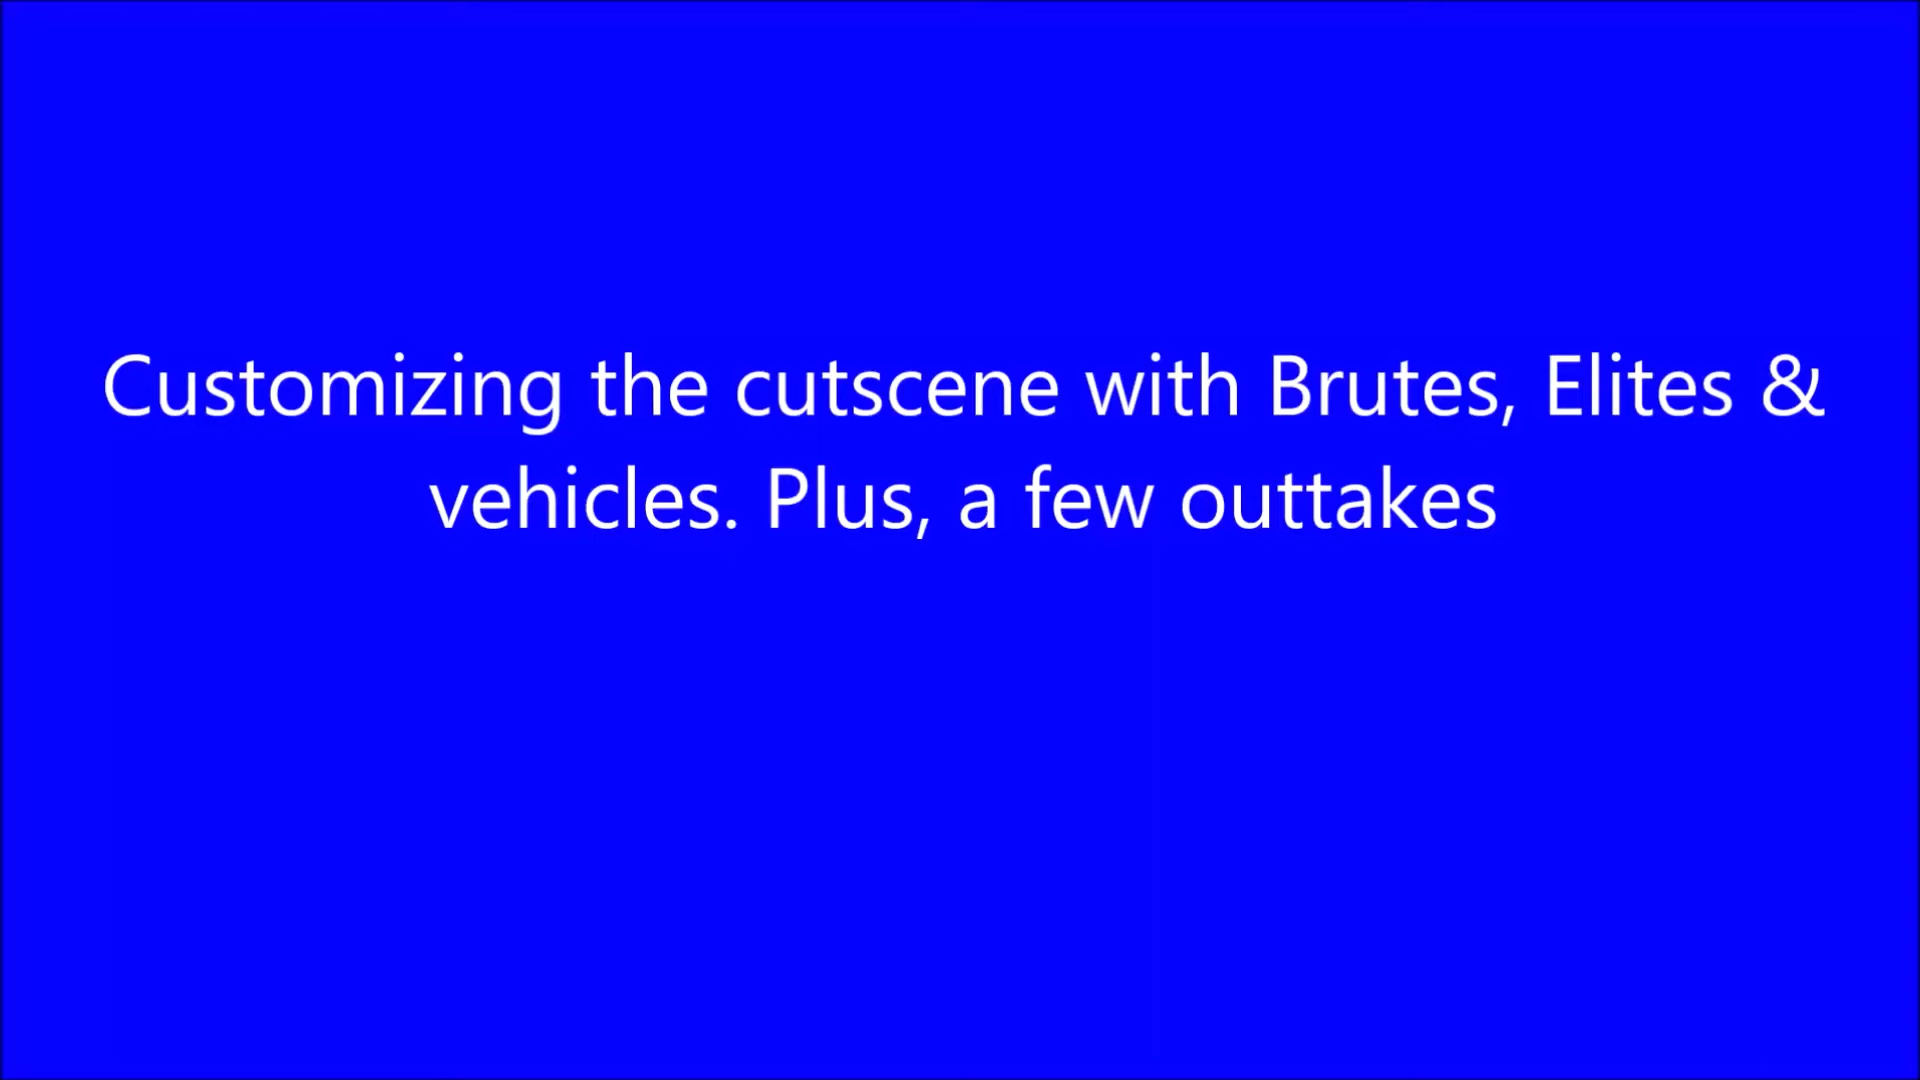 Customizing the cutscene with Brutes, Elites &
vehicles. Plus, a few outtakes